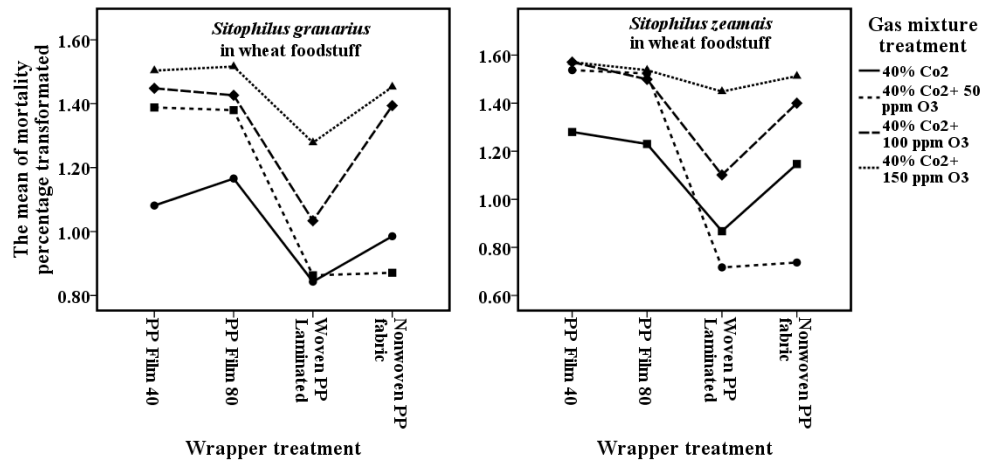 Sitophilus granarius
in wheat foodstuff
1.60
1.40
1.20
1.00
0.80
The mean of mortality
percentage transformated
PP Film 40
PP Film 80
Woven PP
Laminated
Nonwoven PP
fabric
Wrapper treatment
Sitophilus zeamais
in wheat foodstuff
1.60
1.40
1.20
1.00
0.80
0.60
PP Film 40
PP Film 80
Woven PP
Laminated
Nonwoven PP
fabric
Wrapper treatment
Gas mixture
treatment
40% Co2
40% Co2+ 50
ppm O3
40% Co2+
100 ppm O3
40% Co2+
150 ppm O3